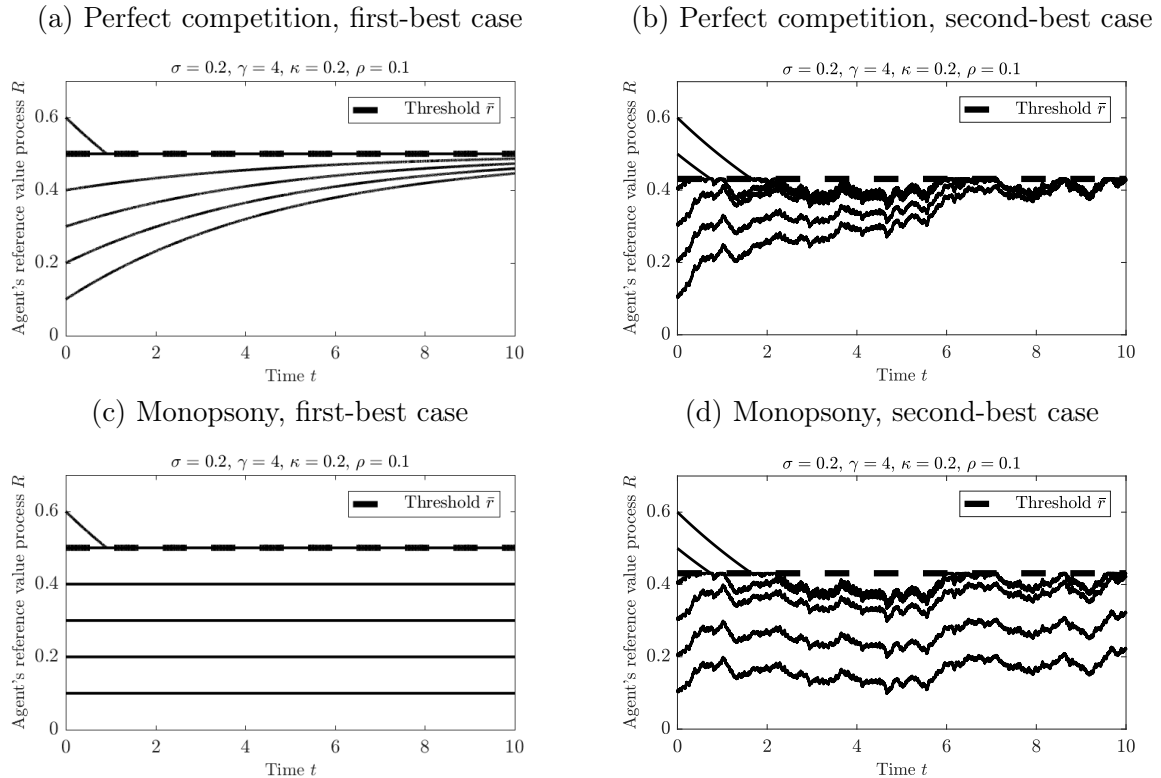 (a) Perfect competition, first-best case
σ = 0.2, γ = 4, κ = 0.2, ρ = 0.1
Threshold r̄
Agent's reference value process R
0.6
0.4
0.2
0
0 2 4 6 8 10
Time t
(b) Perfect competition, second-best case
σ = 0.2, γ = 4, κ = 0.2, ρ = 0.1
Threshold r̄
Agent's reference value process R
0.6
0.4
0.2
0
0 2 4 6 8 10
Time t
(c) Monopsony, first-best case
σ = 0.2, γ = 4, κ = 0.2, ρ = 0.1
Threshold r̄
Agent's reference value process R
0.6
0.4
0.2
0
0 2 4 6 8 10
Time t
(d) Monopsony, second-best case
σ = 0.2, γ = 4, κ = 0.2, ρ = 0.1
Threshold r̄
Agent's reference value process R
0.6
0.4
0.2
0
0 2 4 6 8 10
Time t